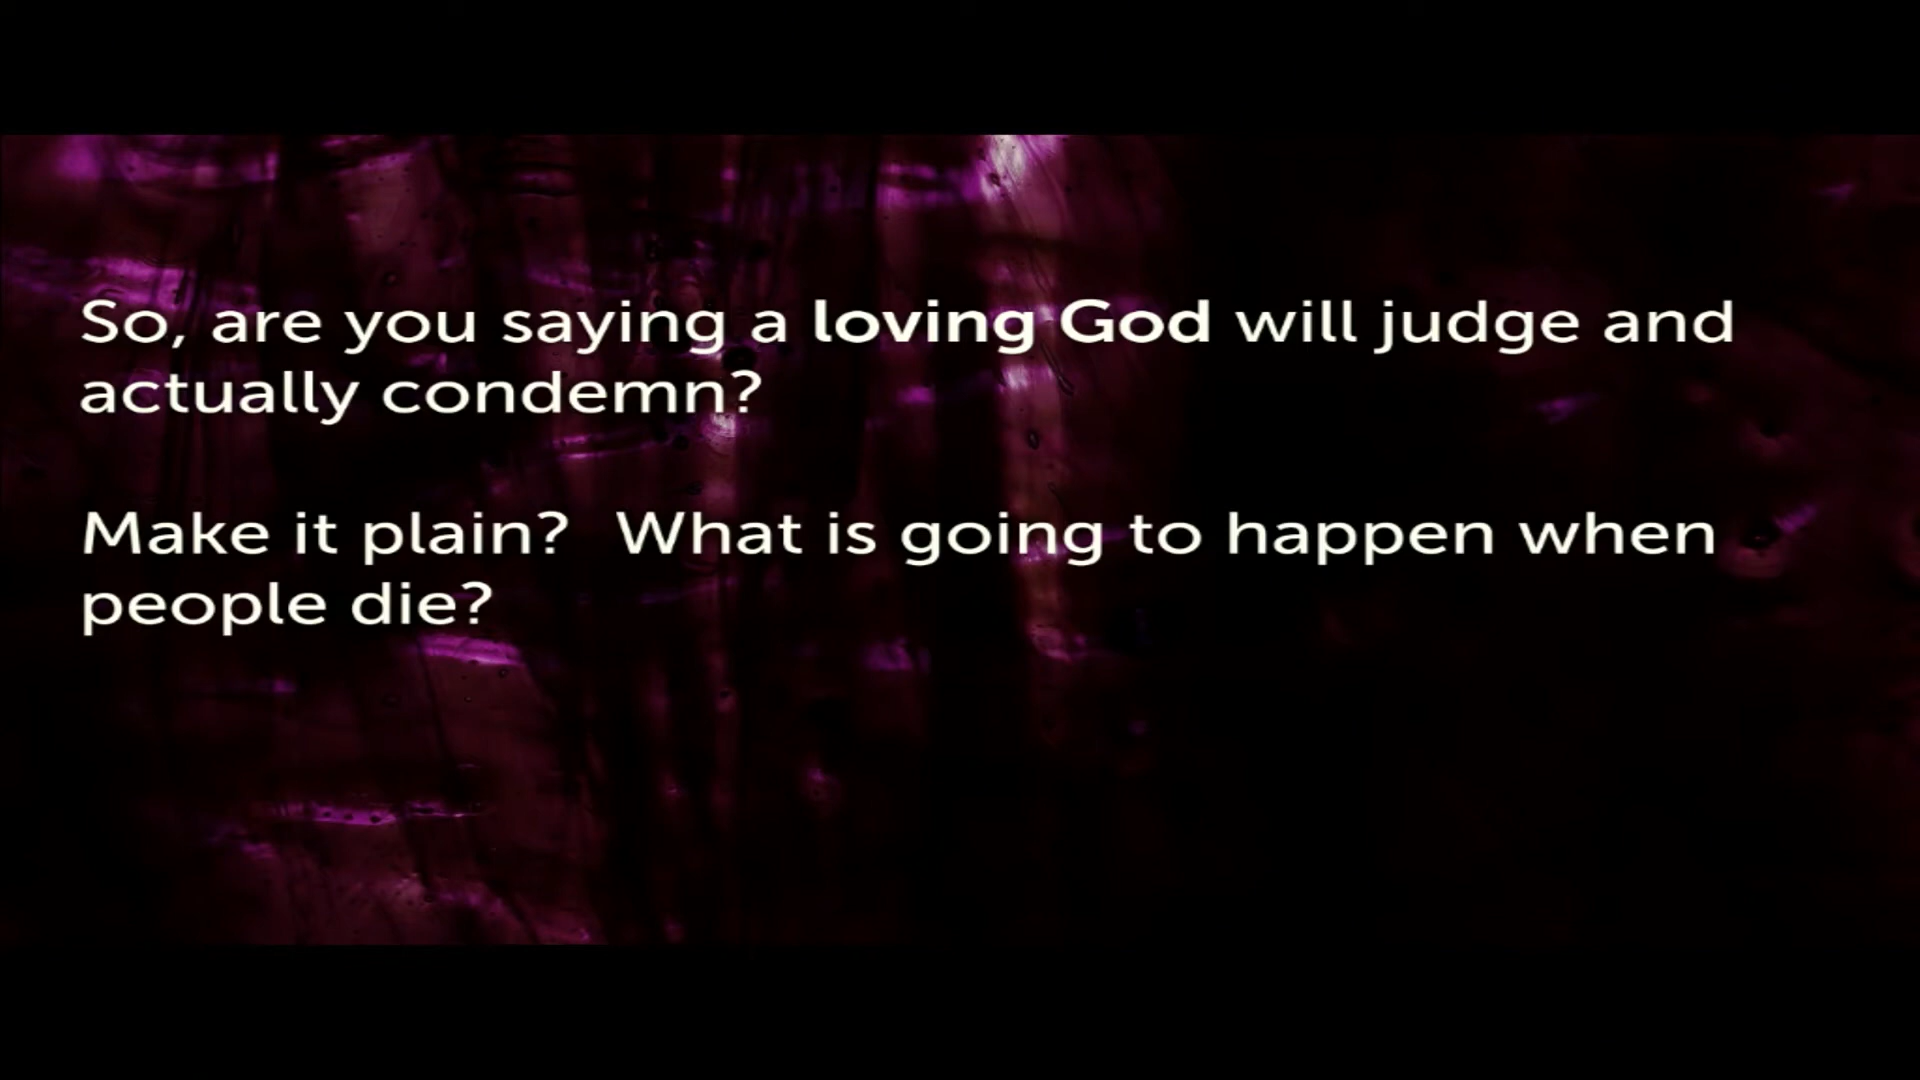 So, are you saying a loving God will judge and
actually condemn?
Make it plain?  What is going to happen when
people die?